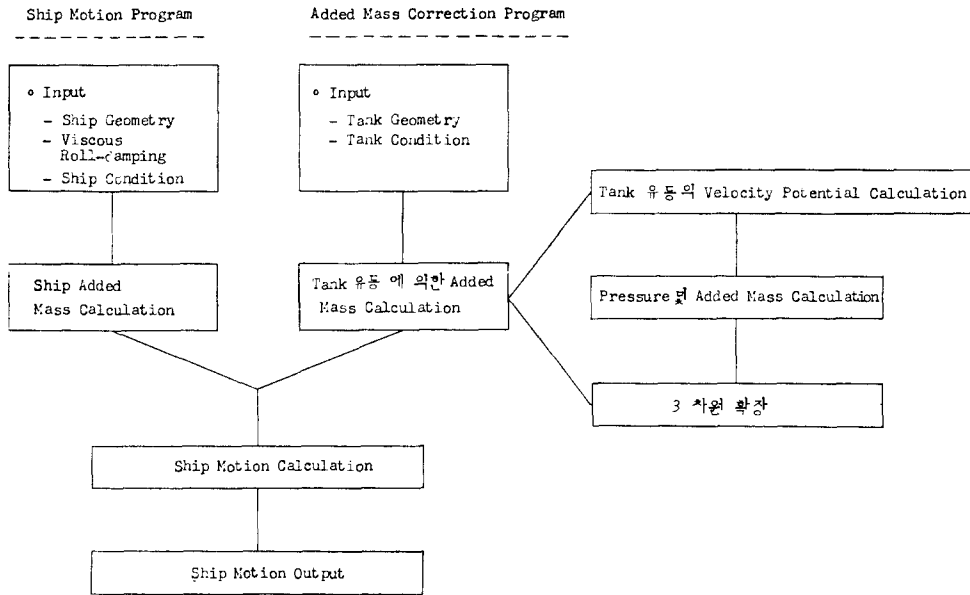 Ship Motion Program
Added Mass Correction Program
∘ Input
- Ship Geometry
- Viscous
Roll-damping
- Ship Condition
∘ Input
- Tank Geometry
- Tank Condition
Ship Added
Mass Calculation
Tank 유동 에 의한 Added
Mass Calculation
Tank 유동의 Velocity Potential Calculation
Pressure 및 Added Mass Calculation
3 차원 확장
Ship Motion Calculation
Ship Motion Output